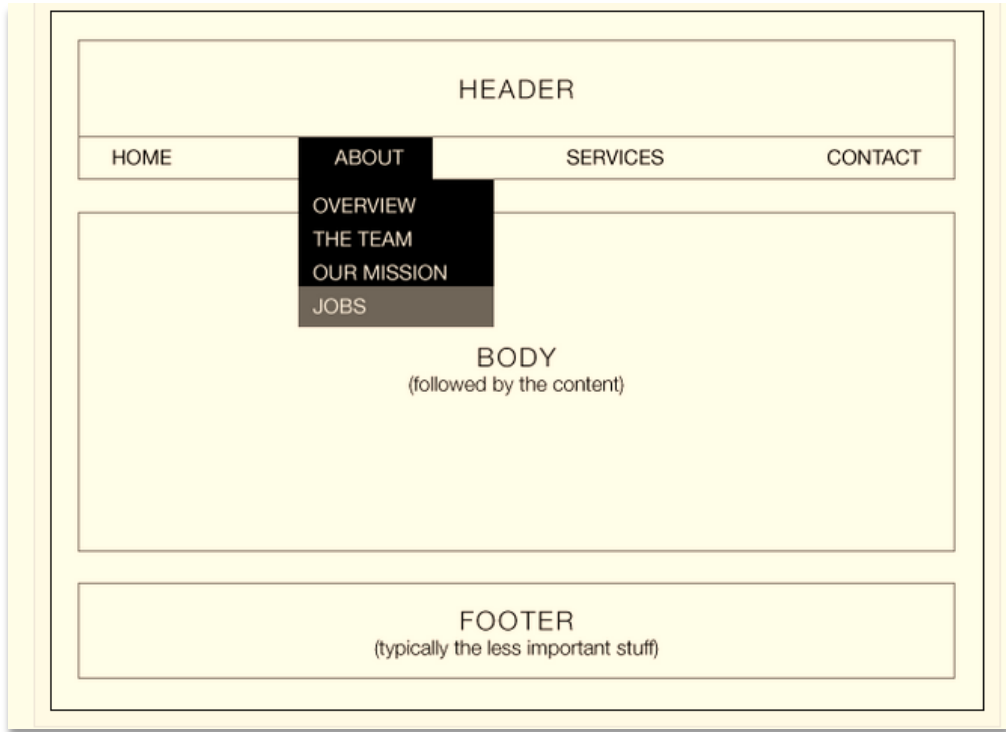 HEADER
HOME ABOUT SERVICES CONTACT
OVERVIEW
THE TEAM
OUR MISSION
JOBS
BODY
(followed by the content)
FOOTER
(typically the less important stuff)